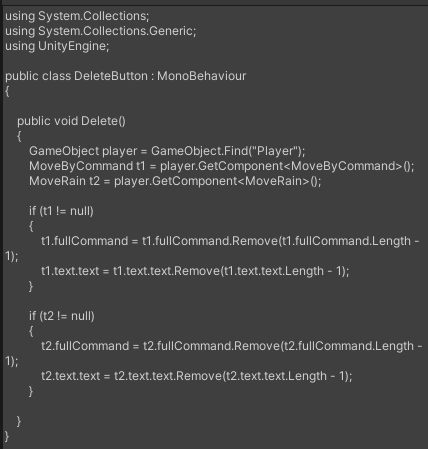 using System.Collections;
using System.Collections.Generic;
using UnityEngine;

public class DeleteButton : MonoBehaviour
{

    public void Delete()
    {
        GameObject player = GameObject.Find("Player");
        MoveByCommand t1 = player.GetComponent<MoveByCommand>();
        MoveRain t2 = player.GetComponent<MoveRain>();

        if (t1 != null)
        {
            t1.fullCommand = t1.fullCommand.Remove(t1.fullCommand.Length -
1);
            t1.text.text = t1.text.text.Remove(t1.text.text.Length - 1);
        }

        if (t2 != null)
        {
            t2.fullCommand = t2.fullCommand.Remove(t2.fullCommand.Length -
1);
            t2.text.text = t2.text.text.Remove(t2.text.text.Length - 1);
        }

    }
}